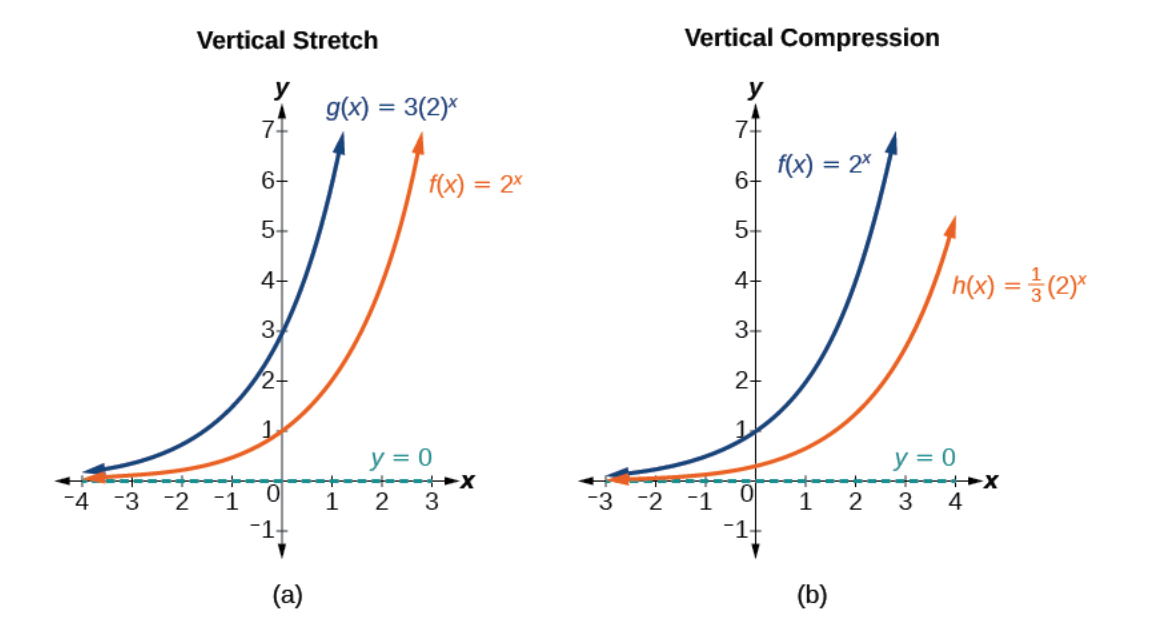 Vertical Stretch
y
g(x) = 3(2)ˣ
f(x) = 2ˣ
7
6
5
4
3
2
1
y = 0
x
−4 −3 −2 −1 0 1 2 3
−1
(a)
Vertical Compression
y
f(x) = 2ˣ
7
6
5
4
3
2
1
h(x) = 1/3(2)ˣ
y = 0
x
−3 −2 −1 0 1 2 3 4
−1
(b)